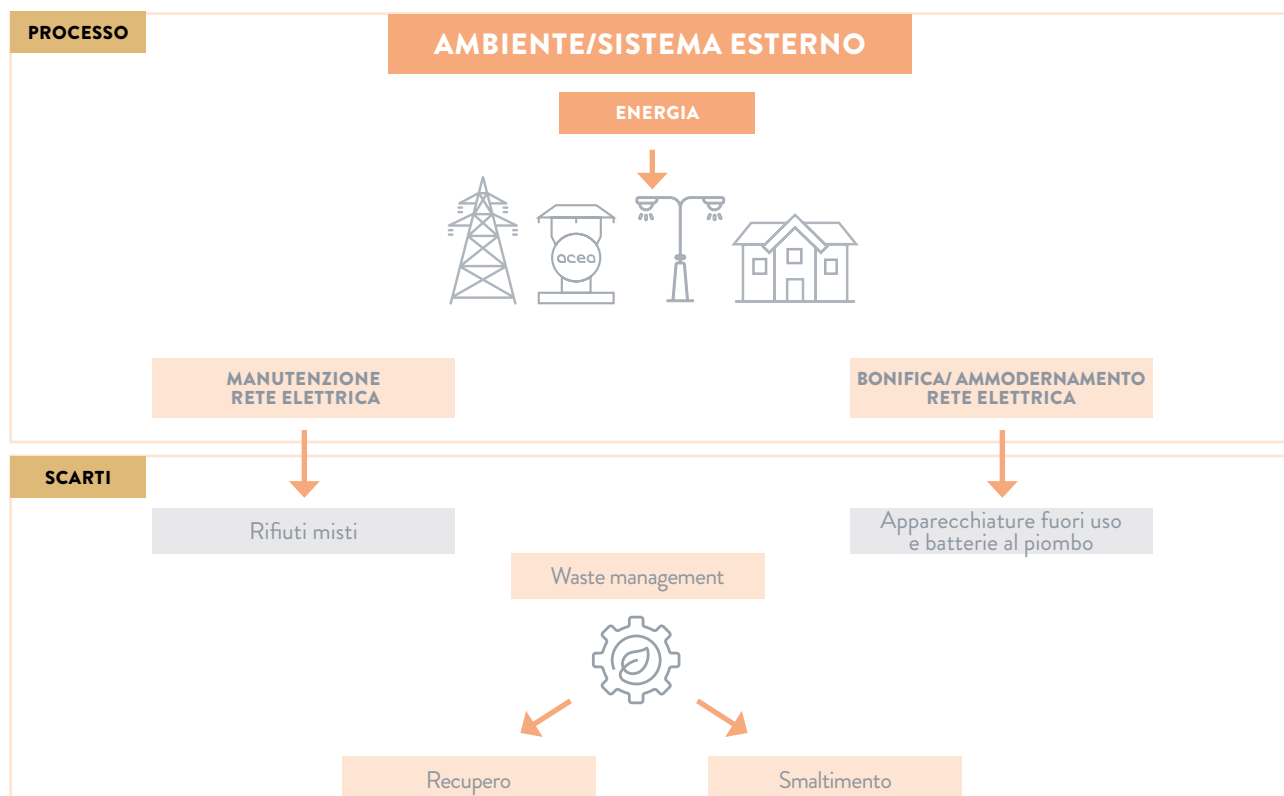 PROCESSO
AMBIENTE/SISTEMA ESTERNO
ENERGIA
acea
MANUTENZIONE
RETE ELETTRICA
BONIFICA/ AMMODERNAMENTO
RETE ELETTRICA
SCARTI
Rifiuti misti
Apparecchiature fuori uso
e batterie al piombo
Waste management
Recupero
Smaltimento